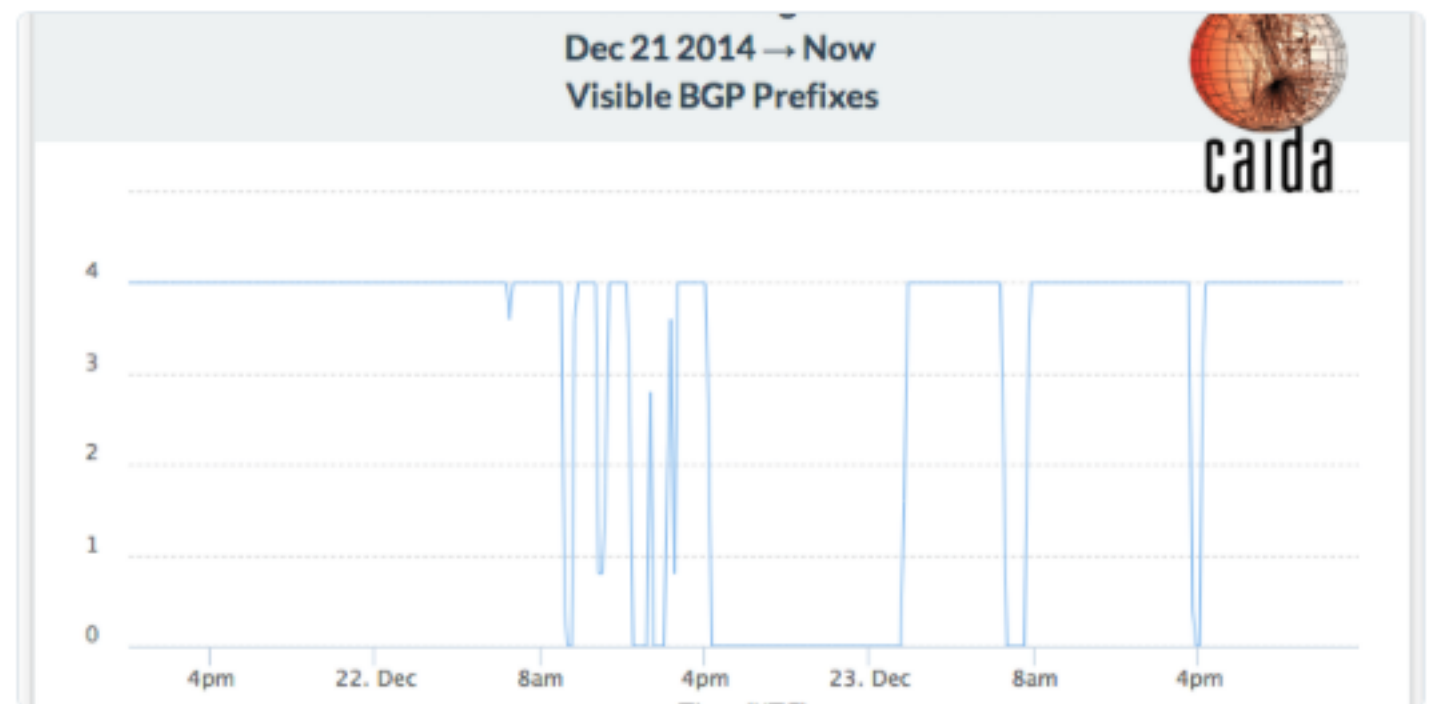 Dec 21 2014 → Now
Visible BGP Prefixes
caida
4
3
2
1
0
4pm 22. Dec 8am 4pm 23. Dec 8am 4pm